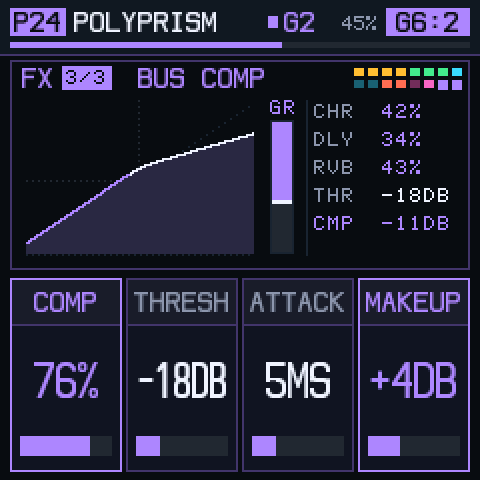 P24 POLYPRISM G2 45% G6:2
FX 3/3 BUS COMP
GR
CHR 42%
DLY 34%
RVB 43%
THR -18DB
CMP -11DB
COMP THRESH ATTACK MAKEUP
76% -18DB 5MS +4DB